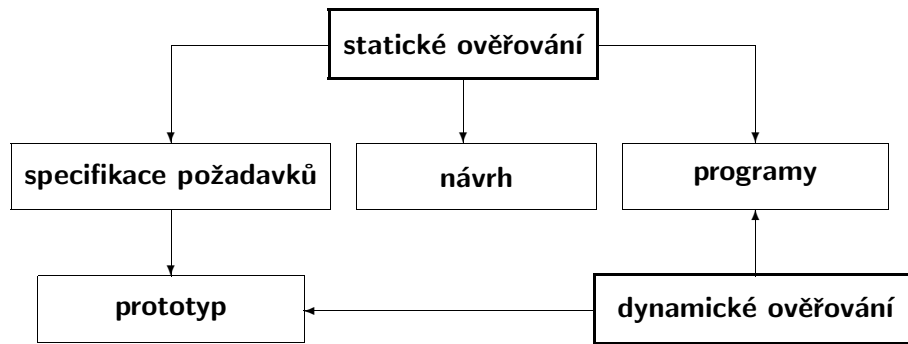 statické ověřování
specifikace požadavků
návrh
programy
prototyp
dynamické ověřování